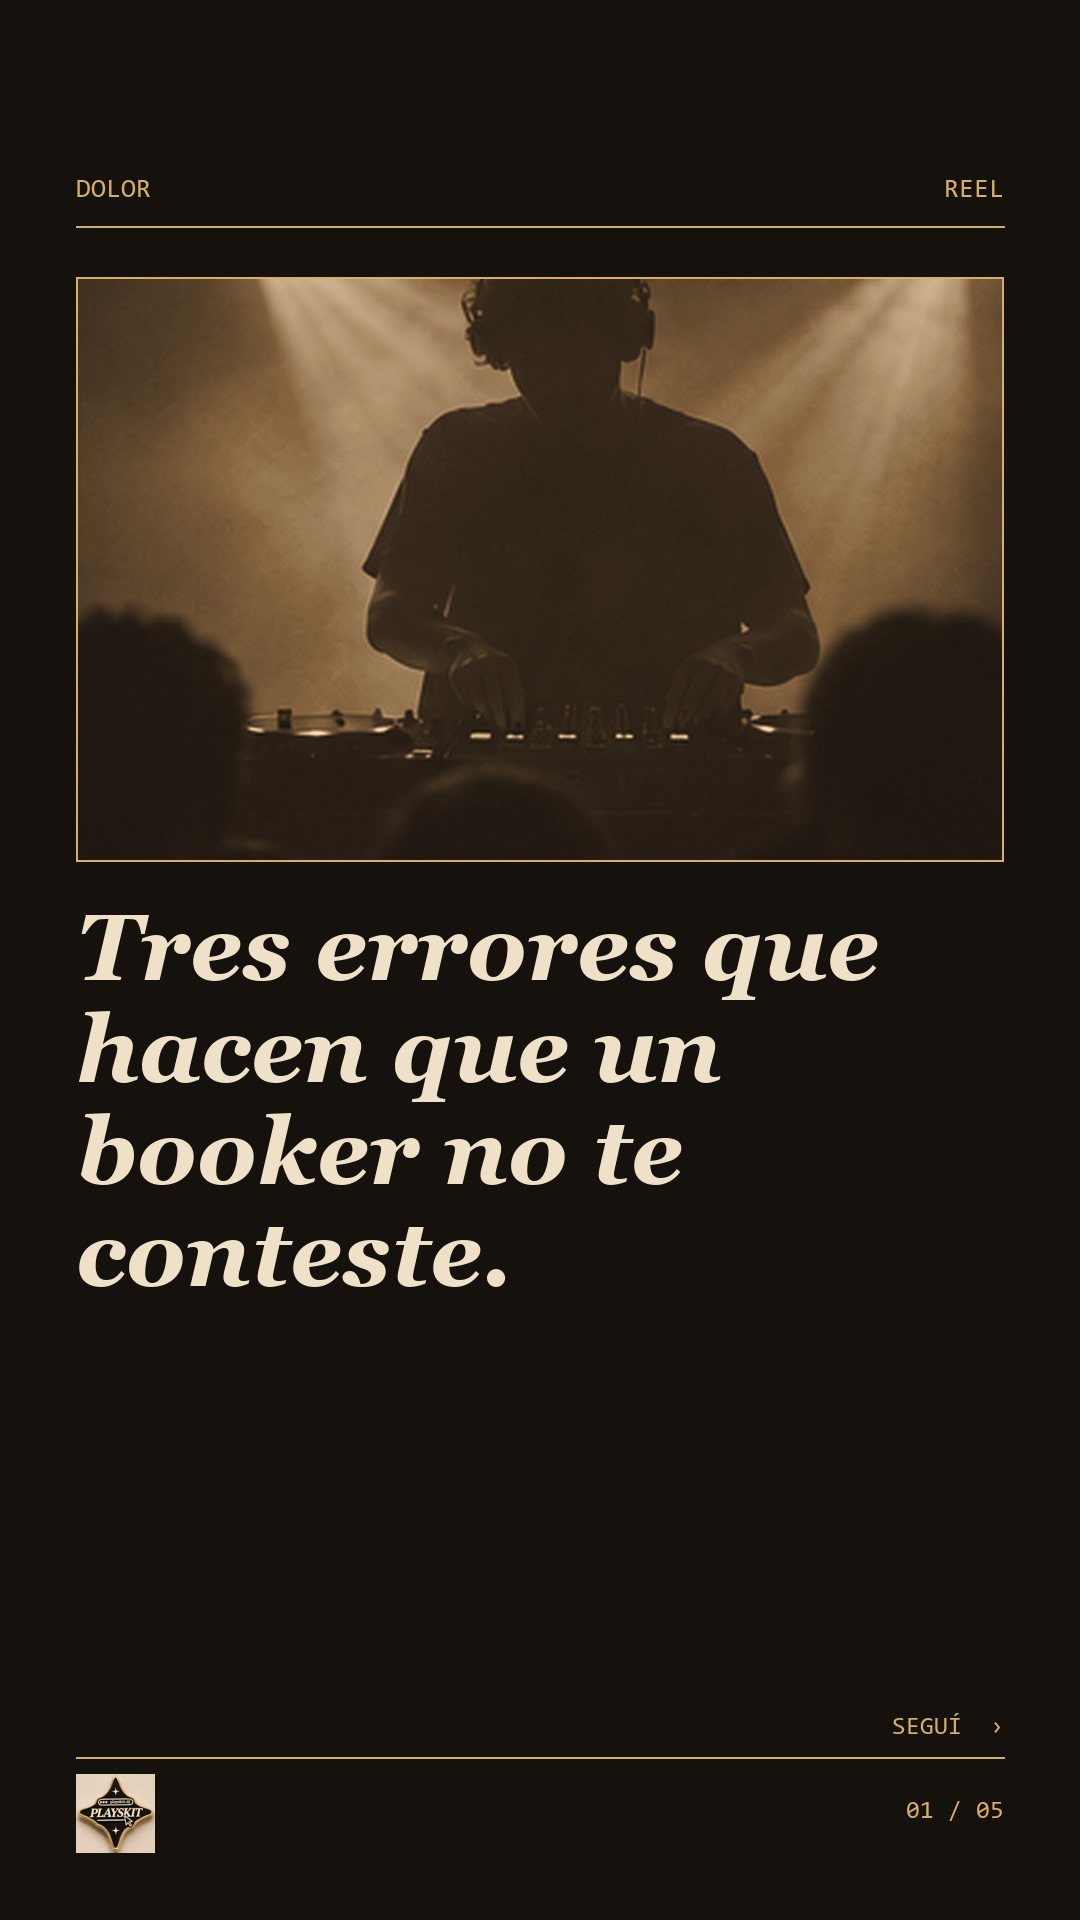 DOLOR
REEL
Tres errores que
hacen que un
booker no te
conteste.
SEGUÍ ›
PLAYSKIT
01 / 05